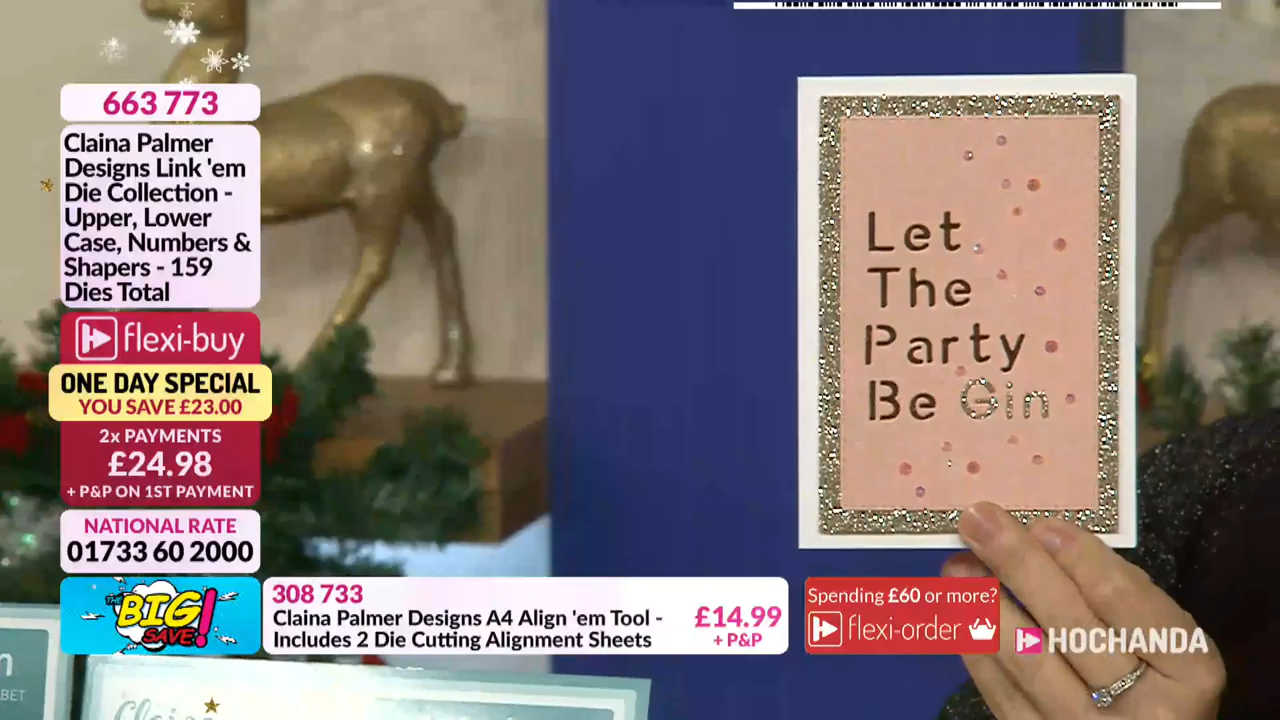 663 773
Claina Palmer
Designs Link 'em
Die Collection -
Upper, Lower
Case, Numbers &
Shapers - 159
Dies Total
flexi-buy
ONE DAY SPECIAL
YOU SAVE £23.00
2x PAYMENTS
£24.98
+ P&P ON 1ST PAYMENT
NATIONAL RATE
01733 60 2000
THE BIG SAVE!
308 733
Claina Palmer Designs A4 Align 'em Tool -
Includes 2 Die Cutting Alignment Sheets
£14.99
+ P&P
Spending £60 or more?
flexi-order
HOCHANDA
Let
The
Party
Be Gin
BET
Claina